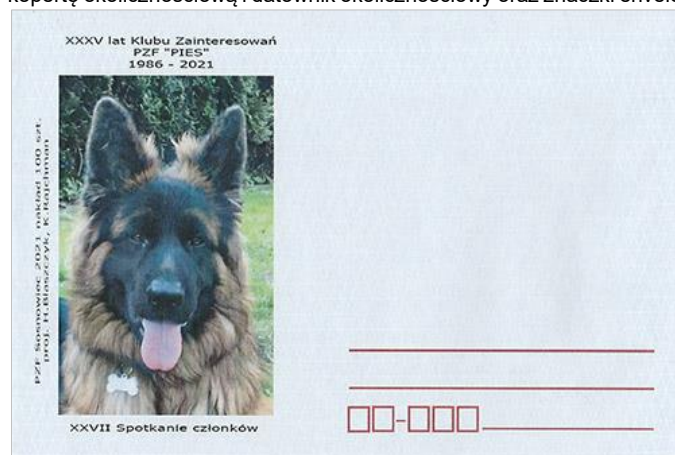 kopertę okolicznościową i datownik okolicznościowy oraz znaczki
XXXV lat Klubu Zainteresowań
PZF "PIES"
1986 - 2021
PZF Sosnowiec 2021 nakład 100 szt.
proj. H.Błaszczyk, K.Rajchman
XXVII Spotkanie członków